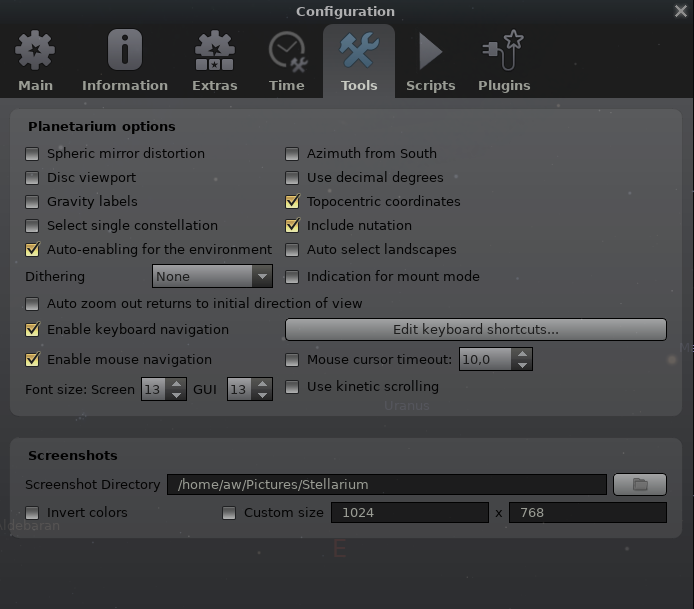 Configuration
Main Information Extras Time Tools Scripts Plugins
Planetarium options
Spheric mirror distortion Azimuth from South
Disc viewport Use decimal degrees
Gravity labels Topocentric coordinates
Select single constellation Include nutation
Auto-enabling for the environment Auto select landscapes
Dithering None Indication for mount mode
Auto zoom out returns to initial direction of view
Enable keyboard navigation Edit keyboard shortcuts...
Enable mouse navigation Mouse cursor timeout: 10,0
Font size: Screen 13 GUI 13 Use kinetic scrolling
Uranus
Screenshots
Screenshot Directory /home/aw/Pictures/Stellarium
Invert colors Custom size 1024 x 768
ldebaran
E